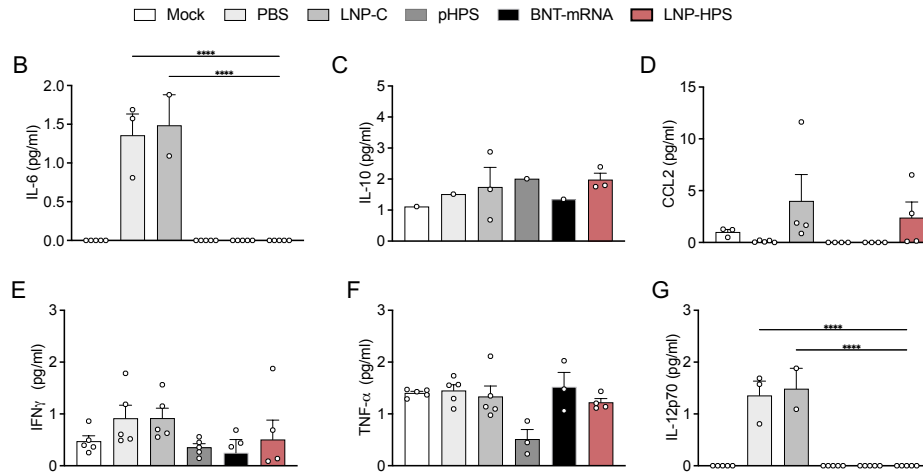 Mock PBS LNP-C pHPS BNT-mRNA LNP-HPS
B
IL-6 (pg/ml)
2.0
1.5
1.0
0.5
0.0
****
****
C
IL-10 (pg/ml)
5
4
3
2
1
0
D
CCL2 (pg/ml)
15
10
5
0
E
IFNγ (pg/ml)
3
2
1
0
F
TNF-α (pg/ml)
3
2
1
0
G
IL-12p70 (pg/ml)
3
2
1
0
****
****